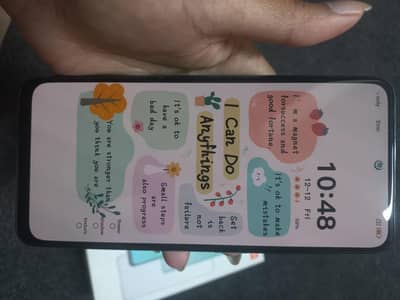 10:48
12-12 Fri
I'm a magnet
forsuccess and
good fortune.
It's ok to make
mistakes
I Can Do
Anythings
Set
back
is
not
failure
It's ok to
have a
bad day
Small steps
are
also progress
You are stronger than
you think you are